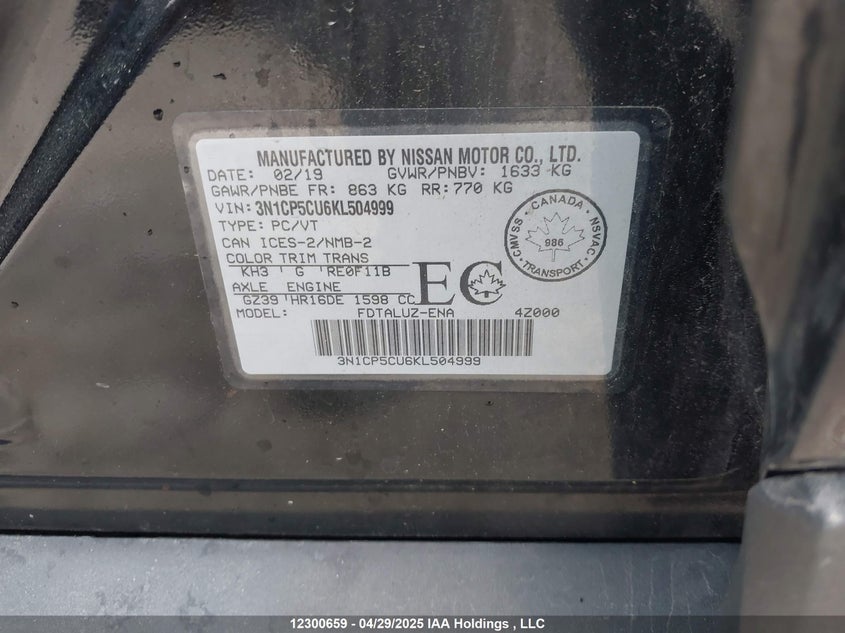 MANUFACTURED BY NISSAN MOTOR CO., LTD.
DATE: 02/19 GVWR/PNBV: 1633 KG
GAWR/PNBE FR: 863 KG RR: 770 KG
VIN: 3N1CP5CU6KL504999
TYPE: PC/VT
CAN ICES-2/NMB-2
COLOR TRIM TRANS
KH3 ' G 'RE0F11B
AXLE ENGINE
GZ39 'HR16DE 1598 CC
EC
MODEL: FDTALUZ-ENA 4Z000
3N1CP5CU6KL504999
CANADA
CMVSS NSVAC
986
TRANSPORT
12300659 - 04/29/2025 IAA Holdings , LLC